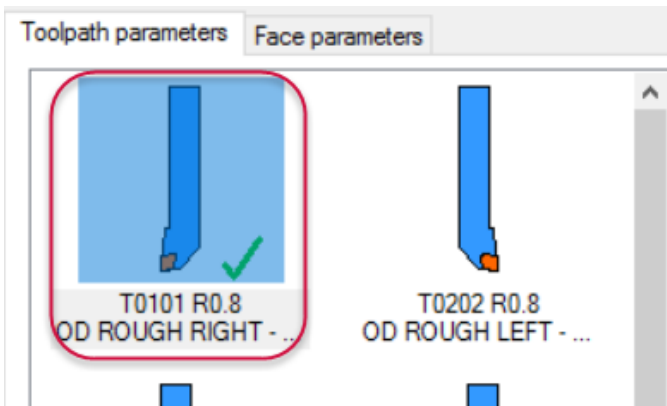 Toolpath parameters
Face parameters
T0101 R0.8
OD ROUGH RIGHT - ...
T0202 R0.8
OD ROUGH LEFT - ...